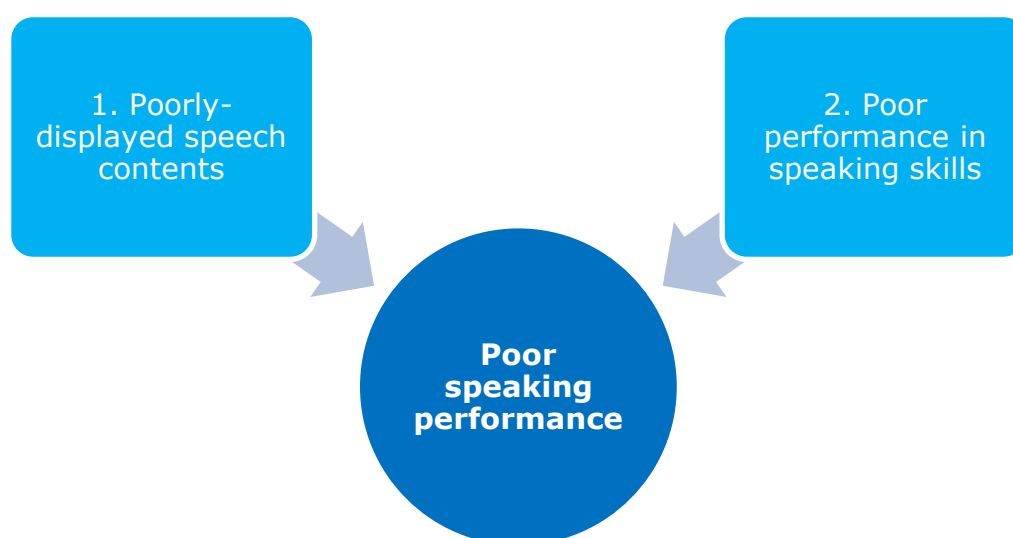 1. Poorly-
displayed speech
contents
2. Poor
performance in
speaking skills
Poor
speaking
performance